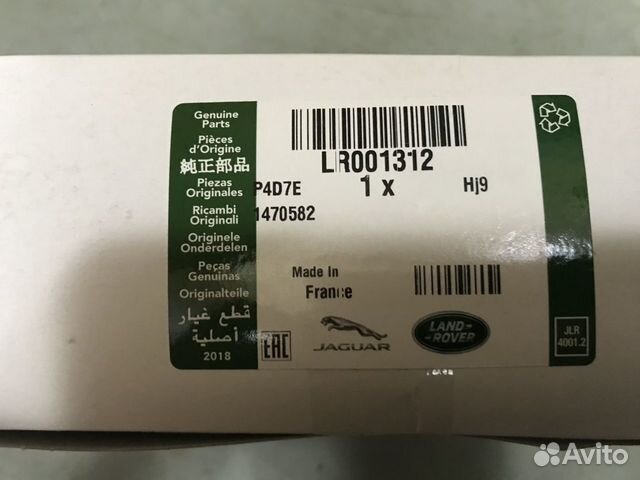 Genuine
Parts
Pièces
d'Origine
純正部品
Piezas
Originales
Ricambi
Originali
Originele
Onderdelen
Peças
Genuínas
Originalteile
قطع غيار
أصلية
2018
LR001312
P4D7E
1 x
Hj9
1470582
Made In
France
EAC
JAGUAR
LAND-
-ROVER
JLR
4001.2
Avito